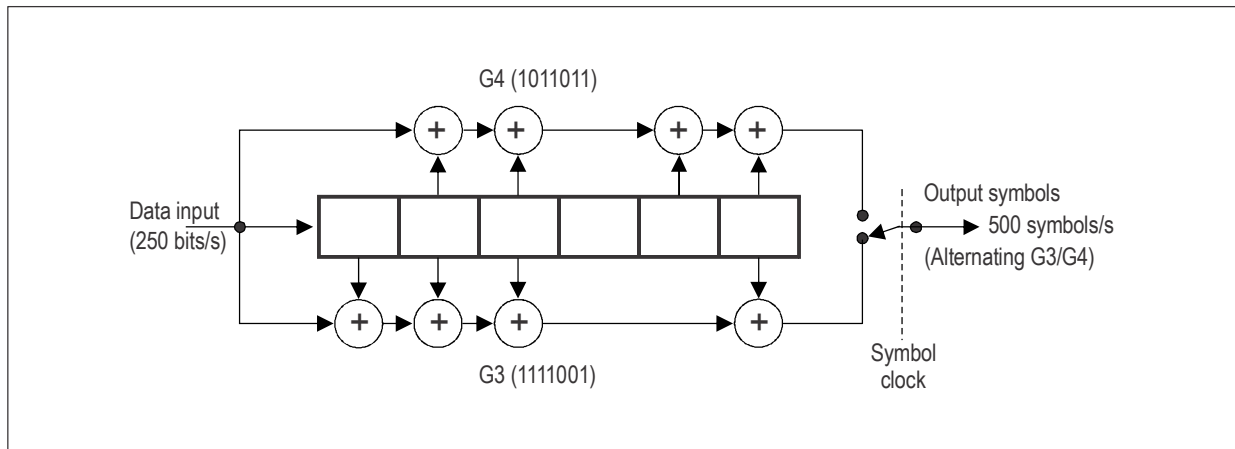 G4 (1011011)
+ + + +
Data input
(250 bits/s)
Output symbols
500 symbols/s
(Alternating G3/G4)
+ + + +
G3 (1111001)
Symbol
clock